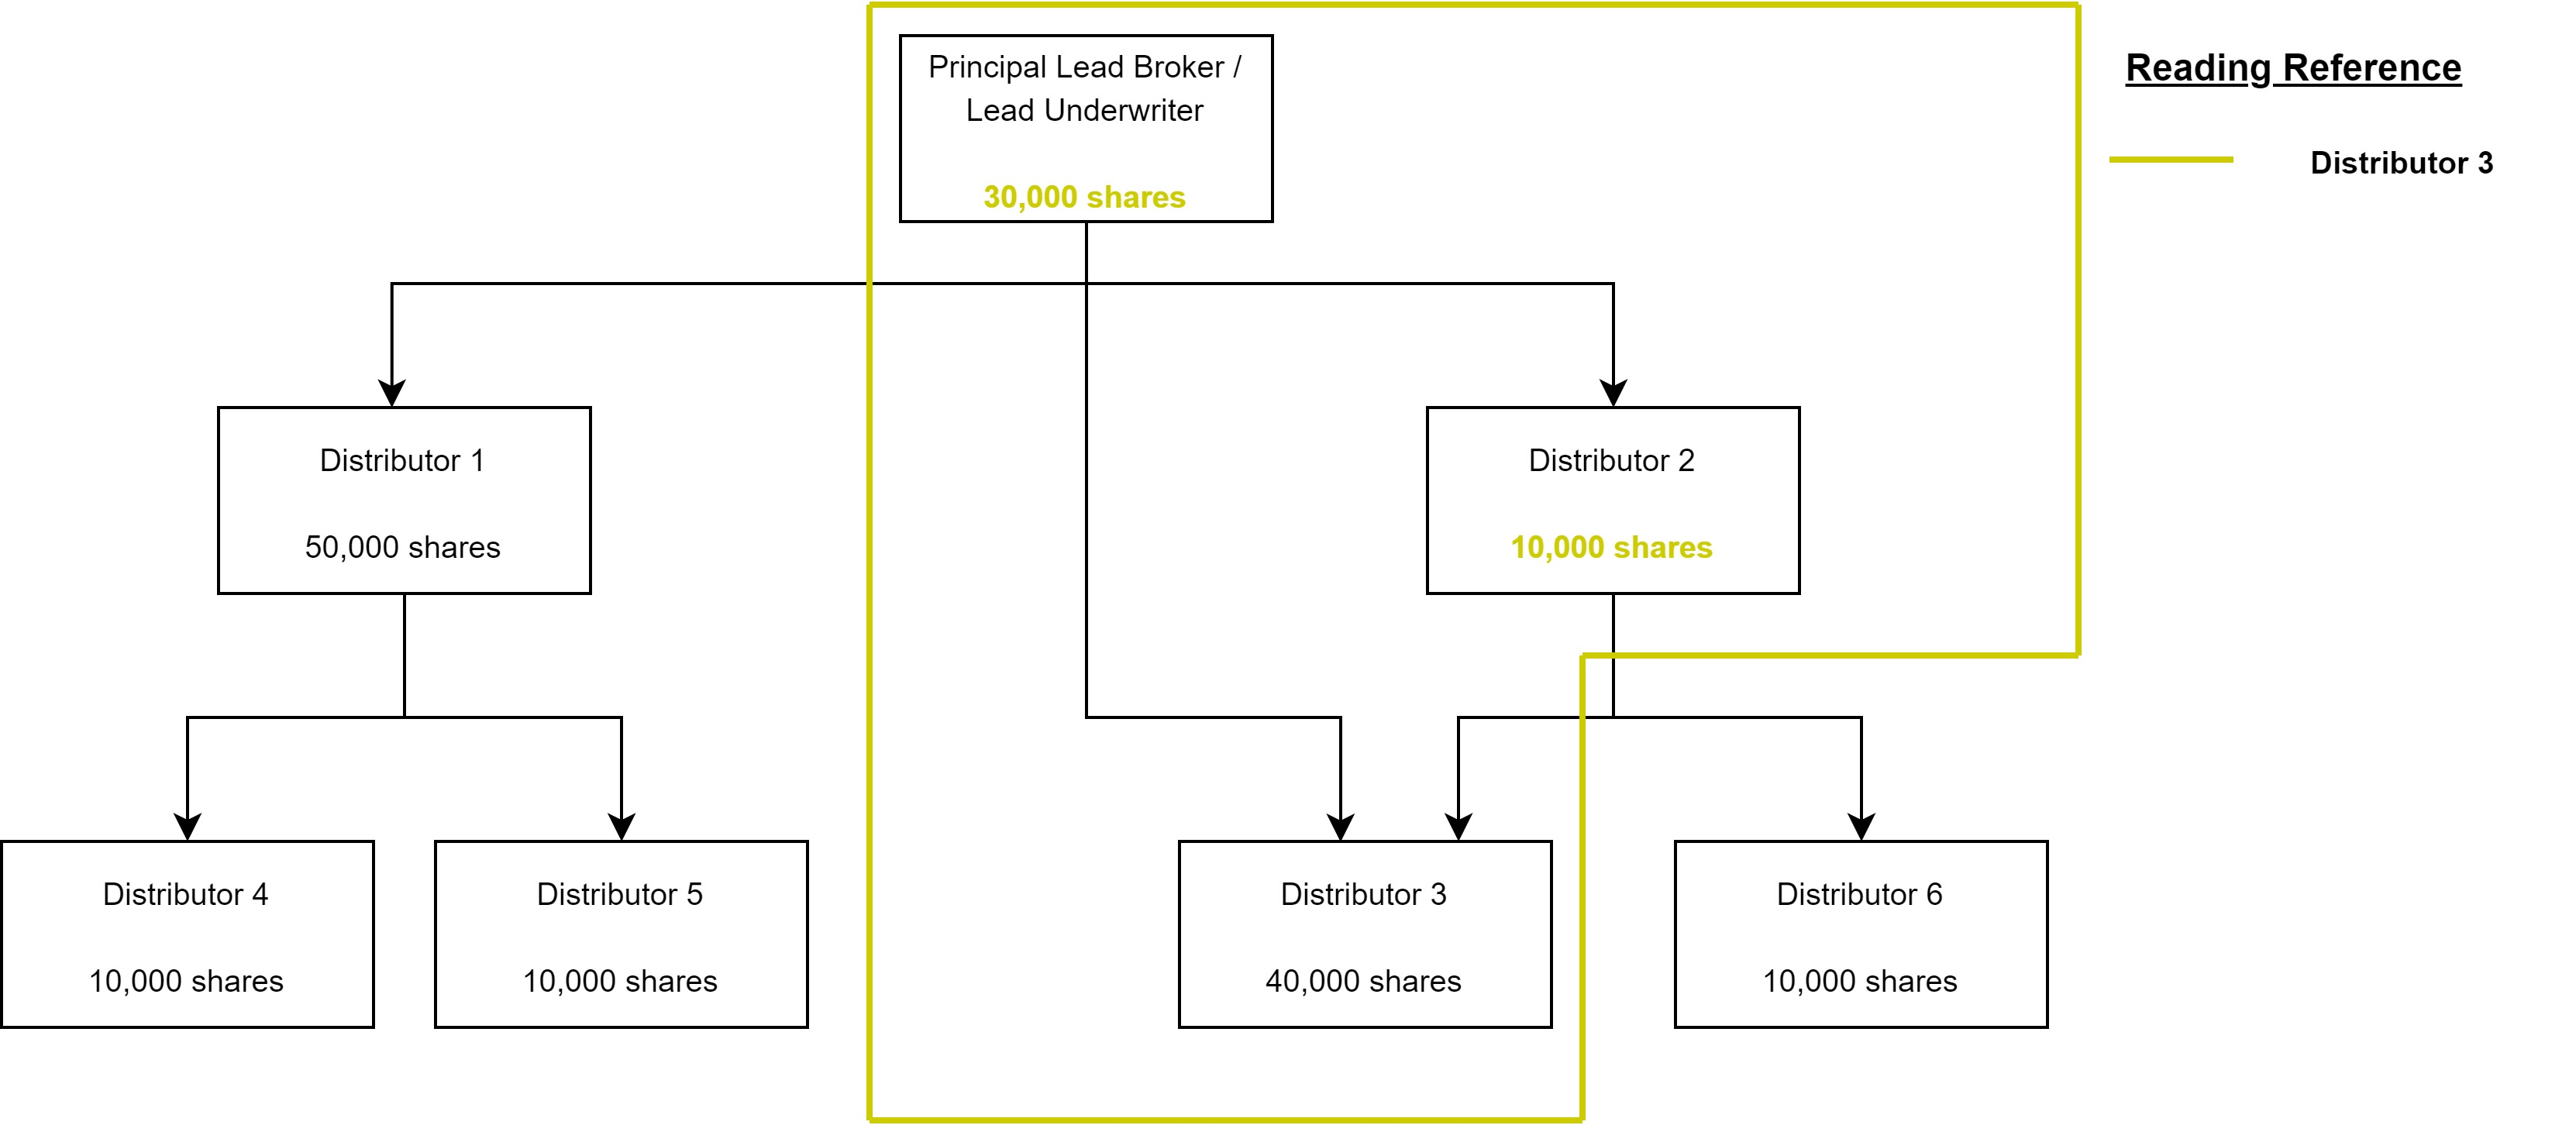 Principal Lead Broker /
Lead Underwriter
30,000 shares
Reading Reference
Distributor 3
Distributor 1
50,000 shares
Distributor 2
10,000 shares
Distributor 4
10,000 shares
Distributor 5
10,000 shares
Distributor 3
40,000 shares
Distributor 6
10,000 shares